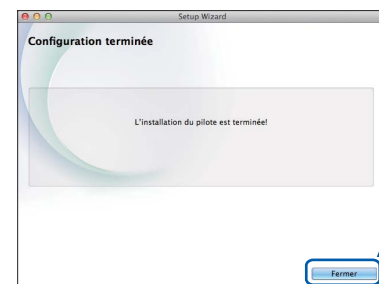 Setup Wizard
Configuration terminée
L'installation du pilote est terminée!
Fermer